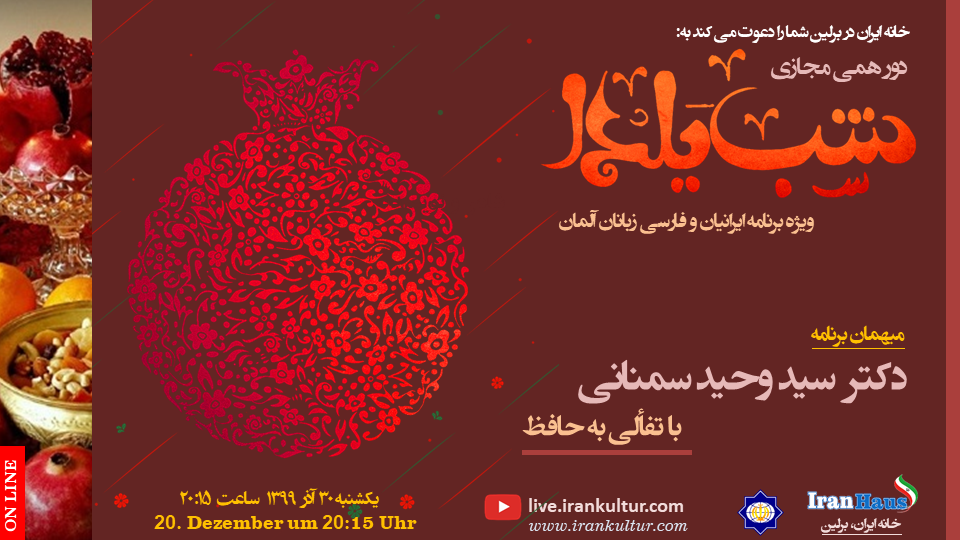 خانه ایران در برلین شما را دعوت می کند به:
دورهمی مجازی
شب یلدا
ویژه برنامه ایرانیان و فارسی زبانان آلمان
میهمان برنامه
دکتر سید وحید سمنانی
با تفألی به حافظ
یکشنبه ۳۰ آذر ۱۳۹۹ ساعت ۲۰:۱۵
20. Dezember um 20:15 Uhr
ON LINE
live.irankultur.com
www.irankultur.com
IranHaus
خانه ایران، برلین